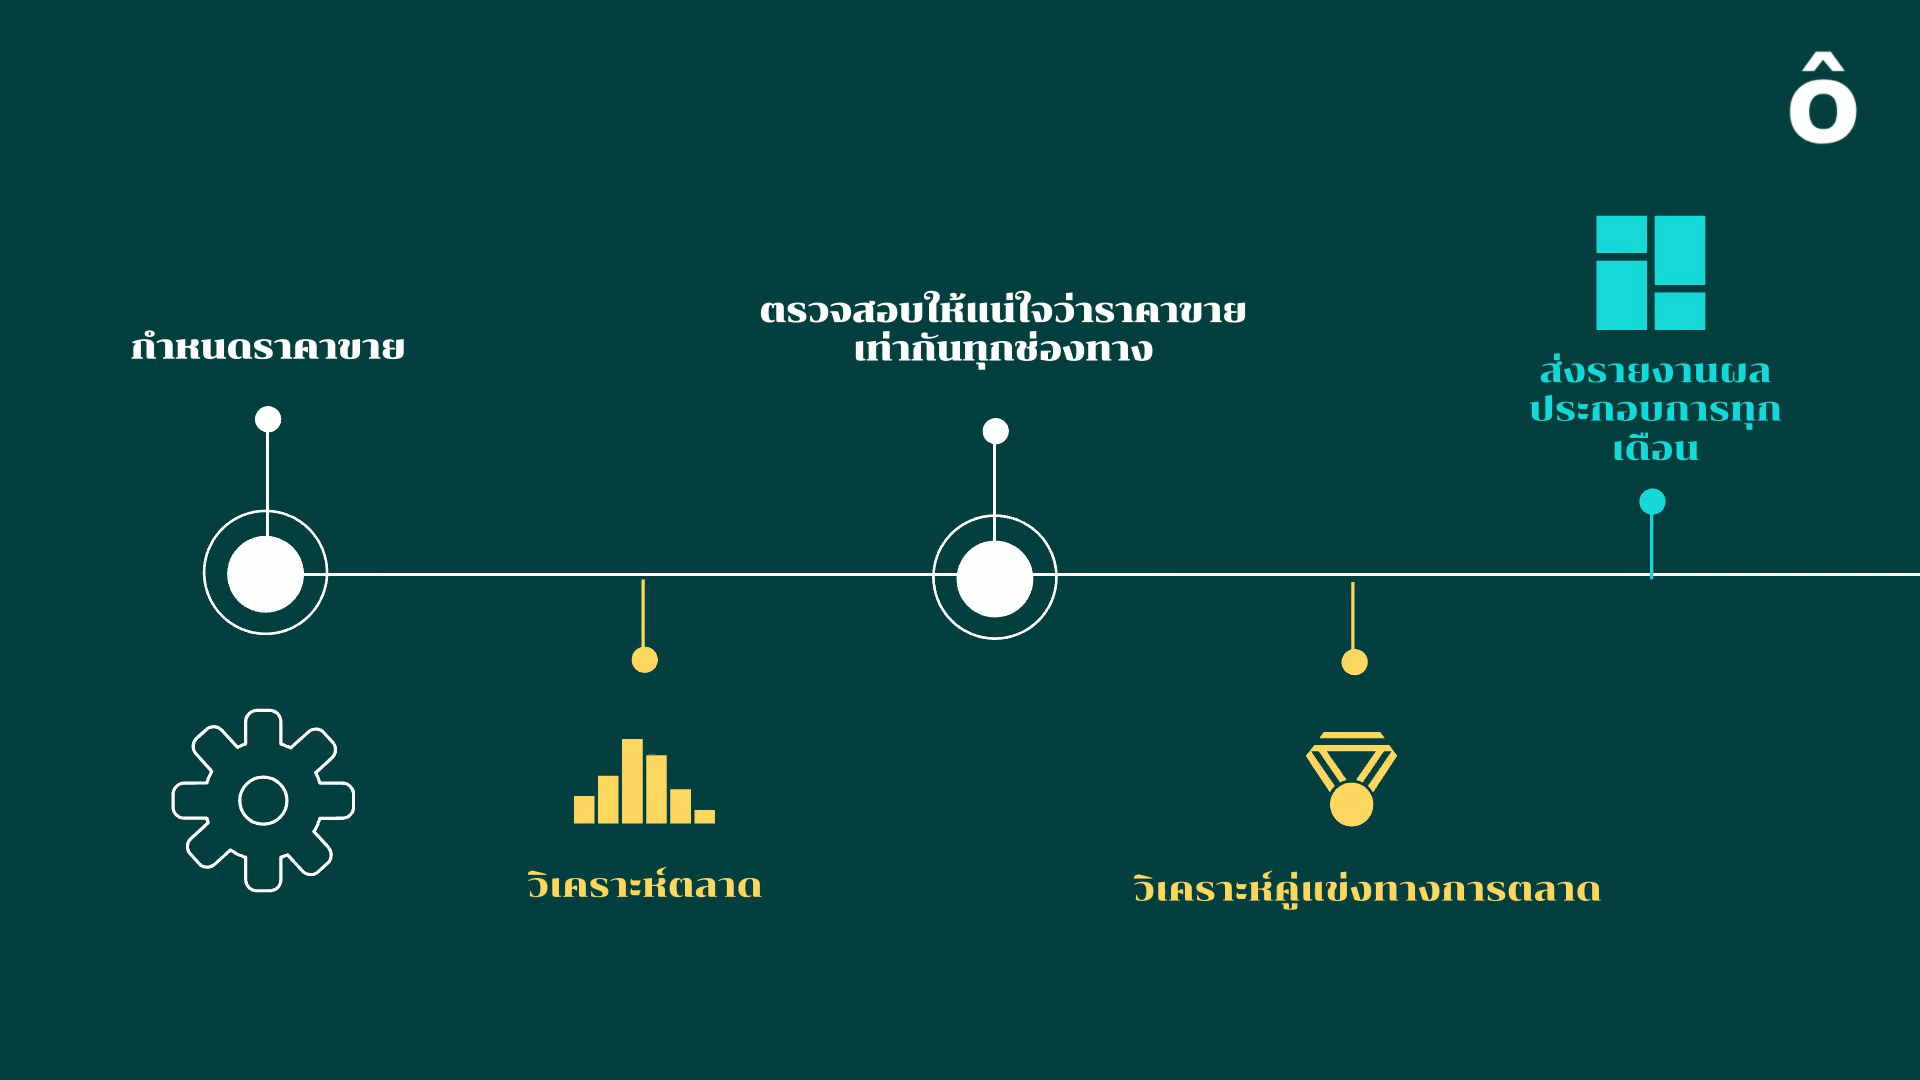 ô
กำหนดราคาขาย
ตรวจสอบให้แน่ใจว่าราคาขาย
เท่ากันทุกช่องทาง
ส่งรายงานผล
ประกอบการทุก
เดือน
วิเคราะห์ตลาด
วิเคราะห์คู่แข่งทางการตลาด